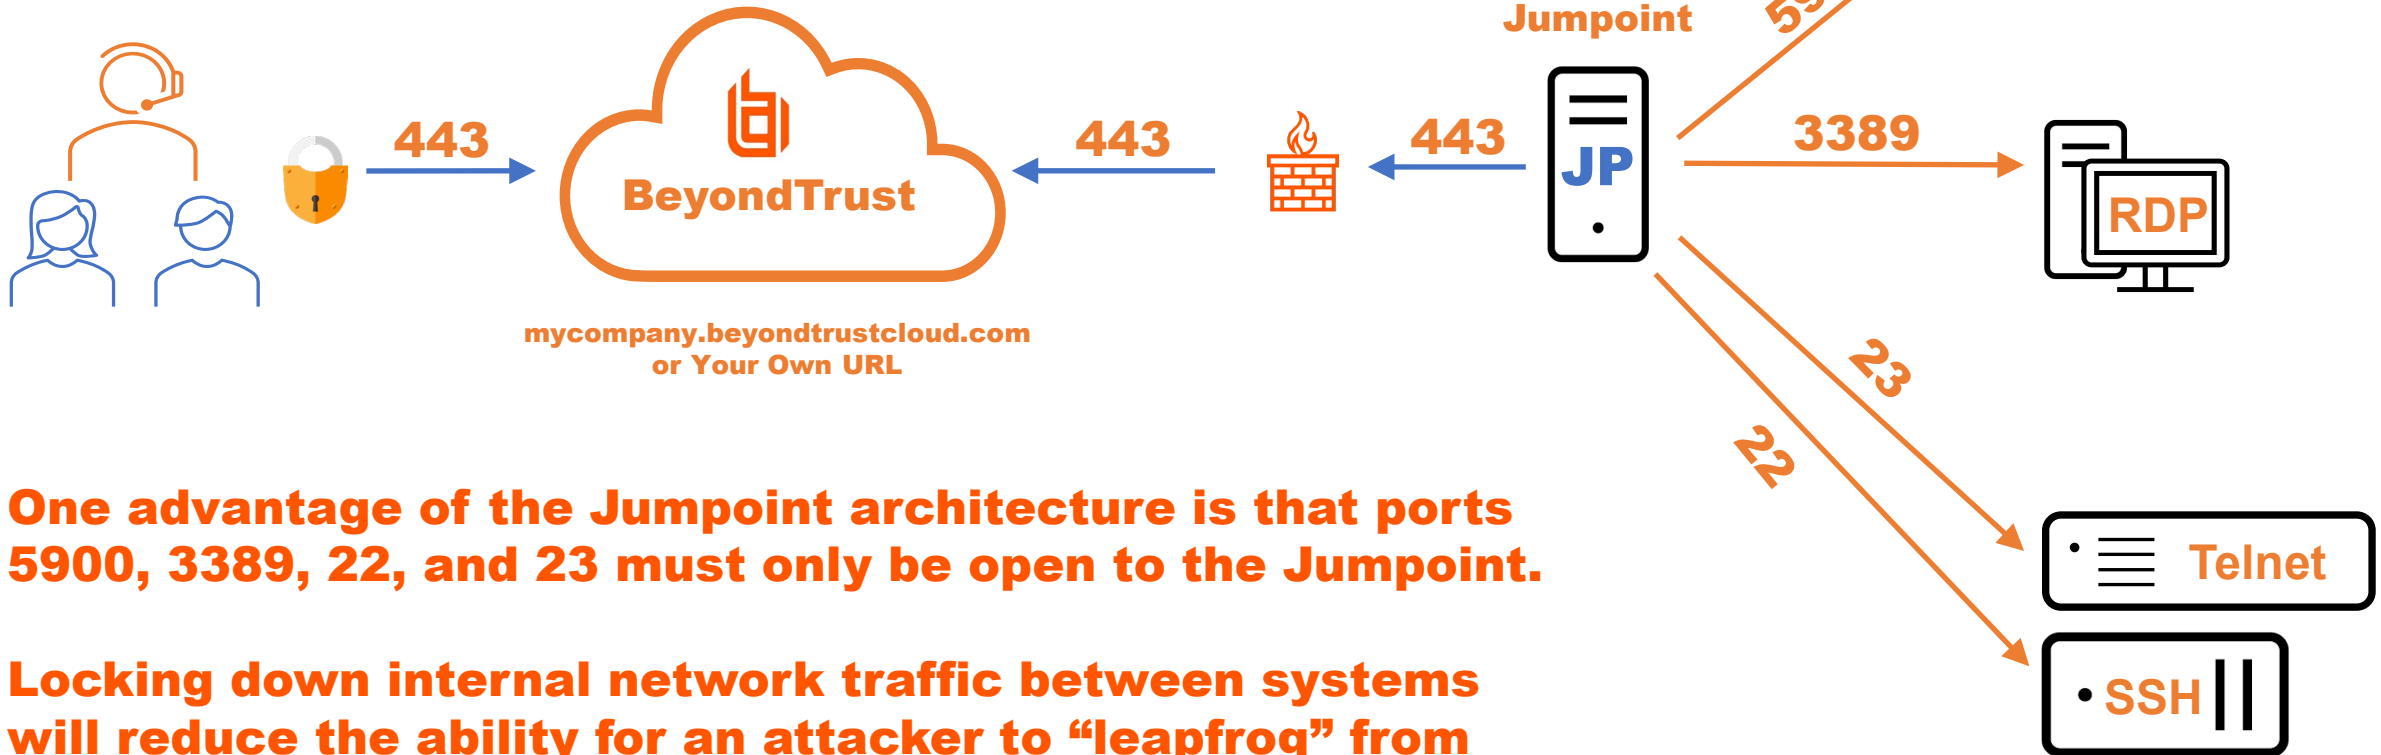 Jumpoint
59
443
443
443
3389
JP
BeyondTrust
RDP
mycompany.beyondtrustcloud.com
or Your Own URL
23
22
One advantage of the Jumpoint architecture is that ports
5900, 3389, 22, and 23 must only be open to the Jumpoint.
Telnet
Locking down internal network traffic between systems
SSH
will reduce the ability for an attacker to “leapfrog” from